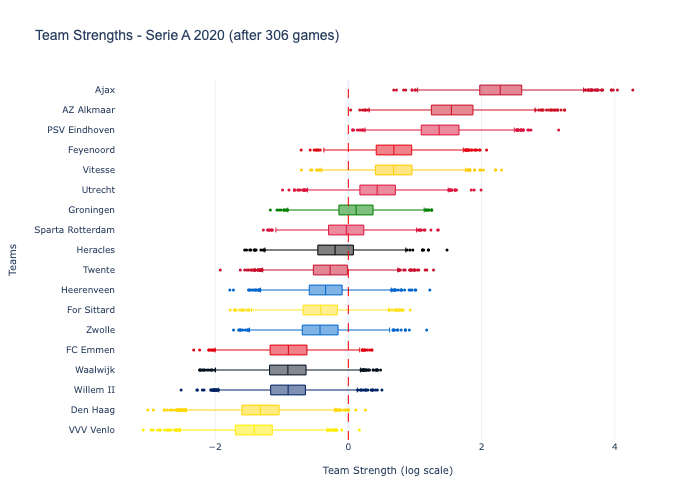 Team Strengths - Serie A 2020 (after 306 games)
Ajax
AZ Alkmaar
PSV Eindhoven
Feyenoord
Vitesse
Utrecht
Groningen
Sparta Rotterdam
Heracles
Twente
Heerenveen
For Sittard
Zwolle
FC Emmen
Waalwijk
Willem II
Den Haag
VVV Venlo
Teams
−2 0 2 4
Team Strength (log scale)